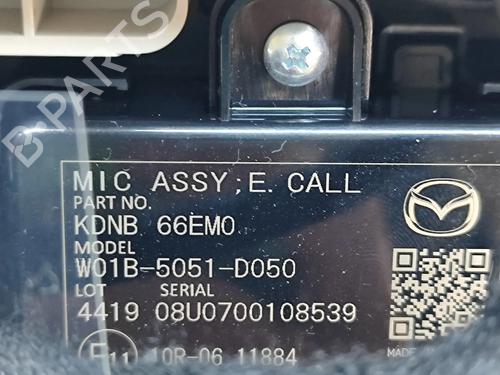 MIC ASSY;E. CALL
PART NO.
KDNB 66EM0
MODEL
W01B-5051-D050
LOT SERIAL
4419 08U0700108539
E11 10R-06 11884
MADE
B-Parts